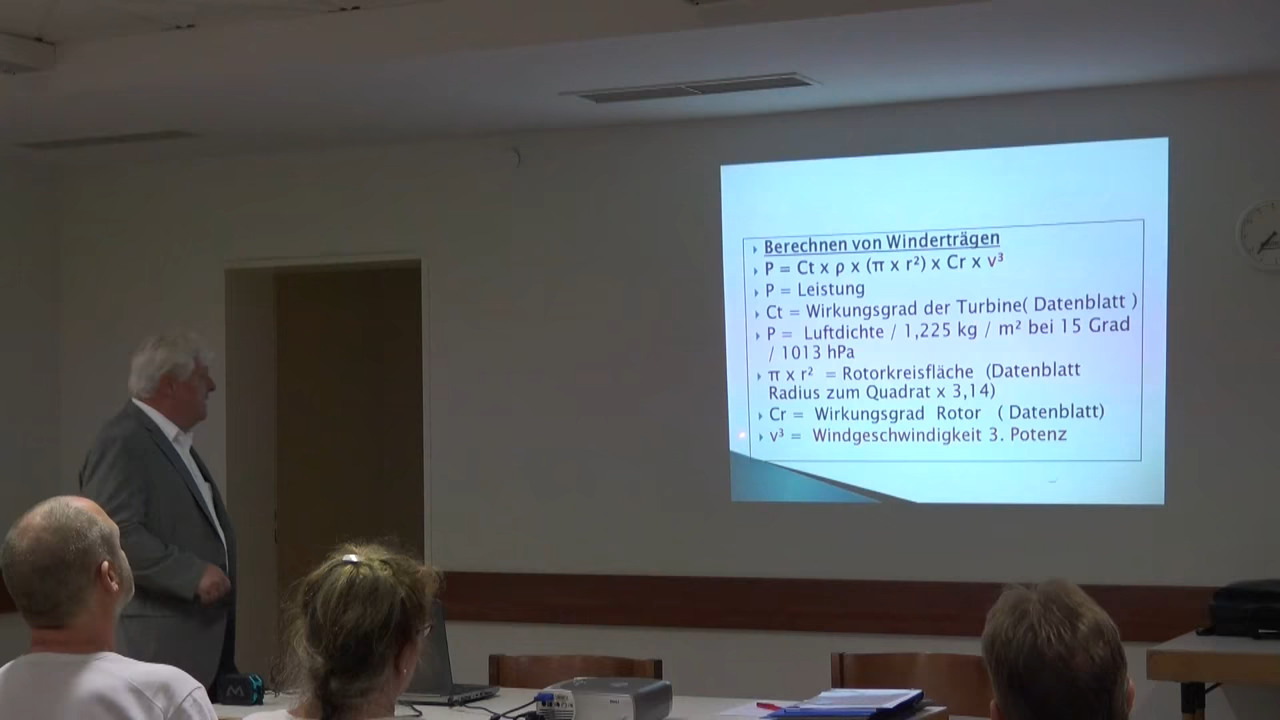 Berechnen von Winderträgen
P = Ct x ρ x (π x r²) x Cr x v³
P = Leistung
Ct = Wirkungsgrad der Turbine( Datenblatt )
P = Luftdichte / 1,225 kg / m² bei 15 Grad
/ 1013 hPa
π x r² = Rotorkreisfläche (Datenblatt
Radius zum Quadrat x 3,14)
Cr = Wirkungsgrad Rotor ( Datenblatt)
v³ = Windgeschwindigkeit 3. Potenz